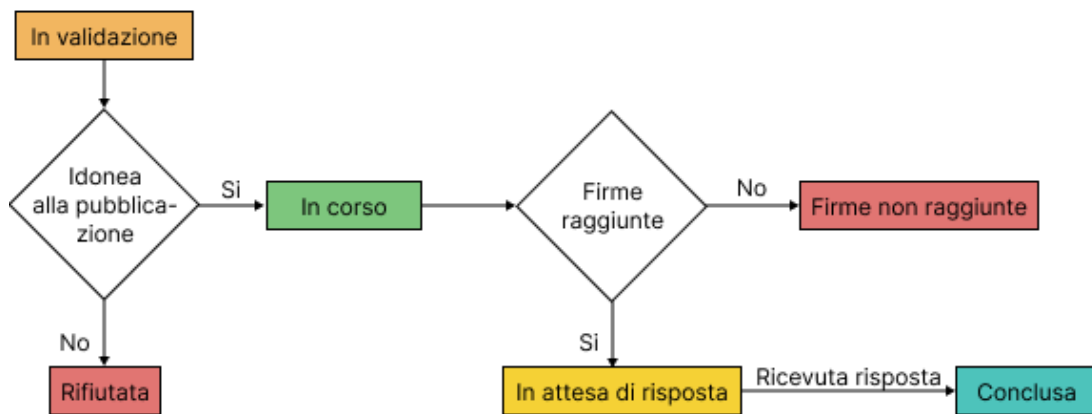 In validazione
Idonea
alla pubblica-
zione
Si
In corso
Firme
raggiunte
No
Firme non raggiunte
No
Rifiutata
Si
In attesa di risposta
Ricevuta risposta
Conclusa